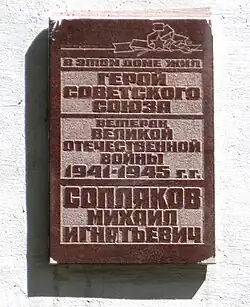 В ЭТОМ ДОМЕ ЖИЛ
ГЕРОЙ
СОВЕТСКОГО
СОЮЗА
ВЕТЕРАН
ВЕЛИКОЙ
ОТЕЧЕСТВЕННОЙ
ВОЙНЫ
1941-1945 г.г.
СОПЛЯКОВ
МИХАИЛ
ИГНАТЬЕВИЧ